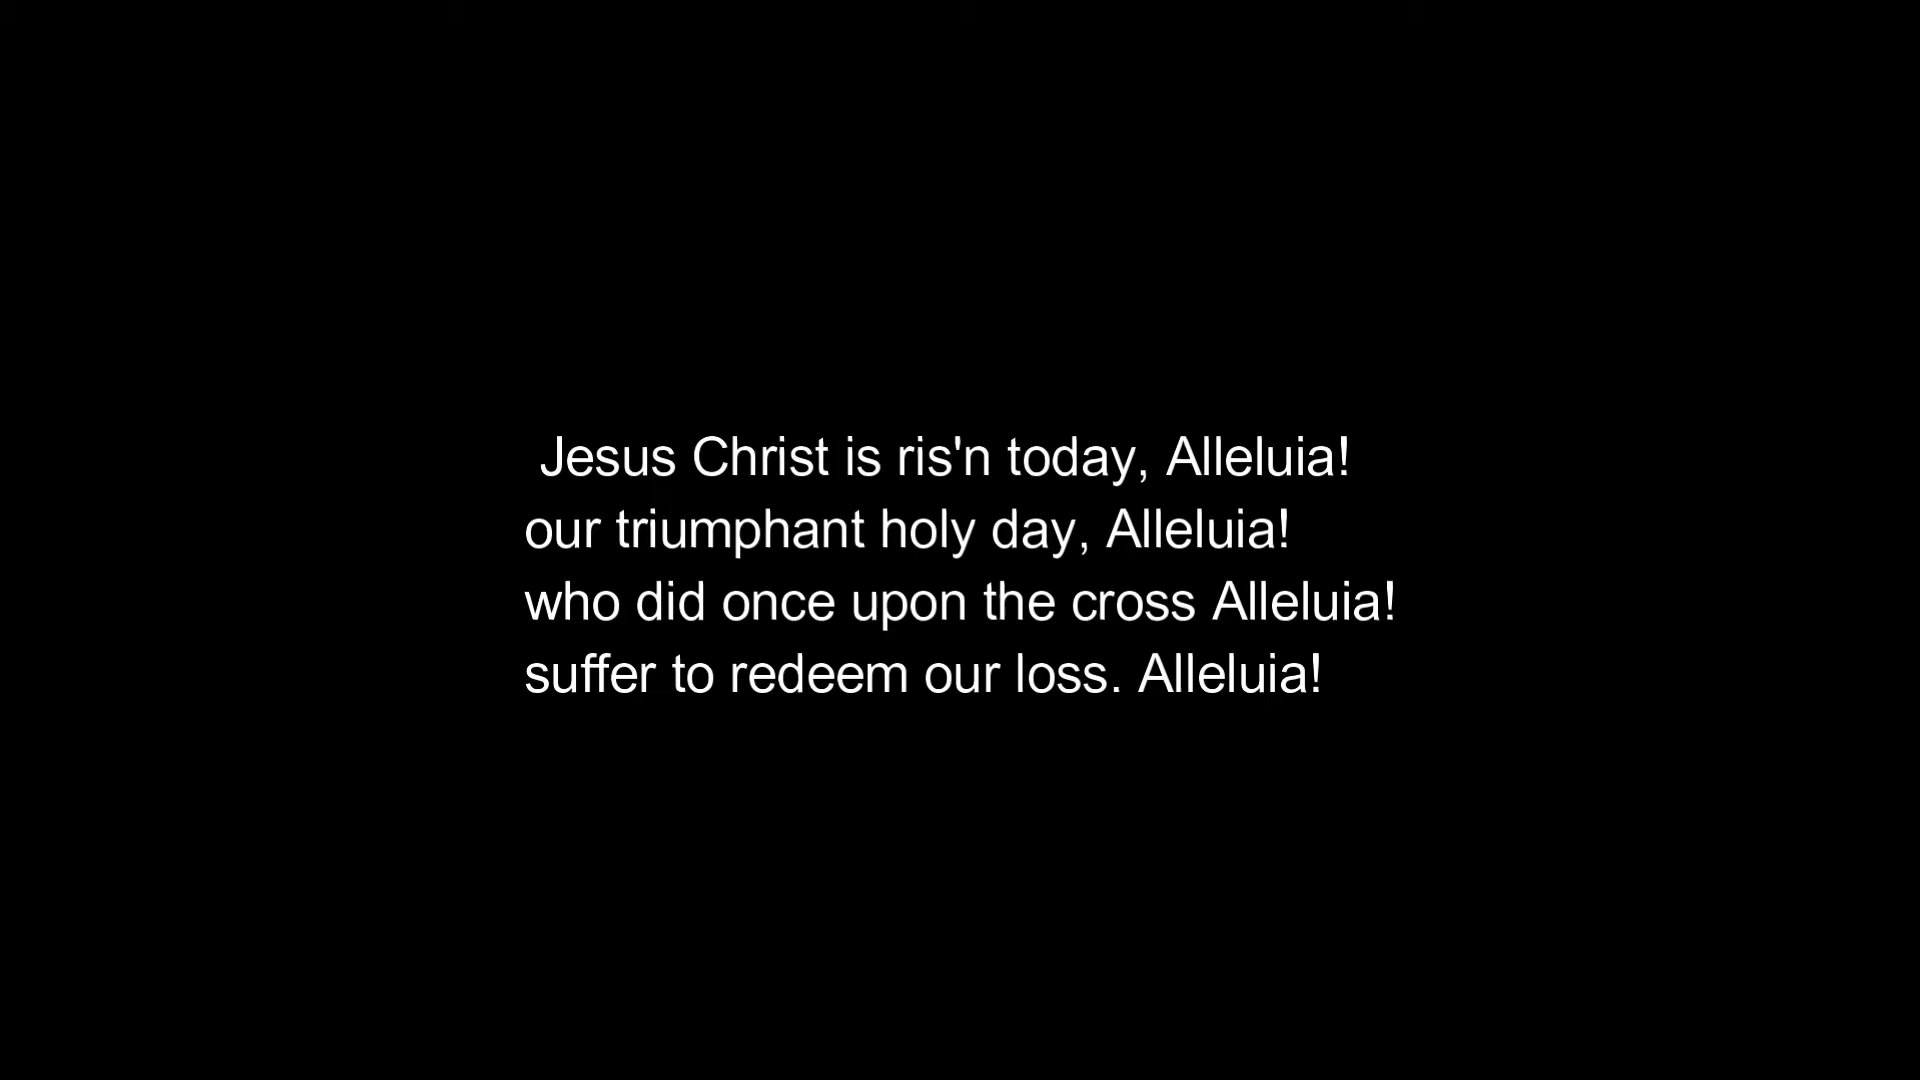 Jesus Christ is ris'n today, Alleluia!
our triumphant holy day, Alleluia!
who did once upon the cross Alleluia!
suffer to redeem our loss. Alleluia!